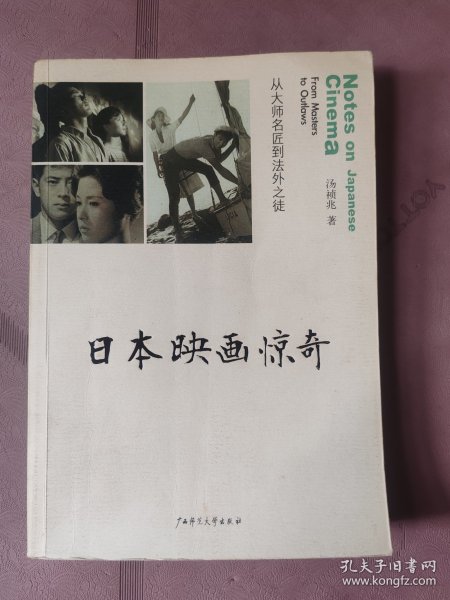 Notes on Japanese
Cinema
From Masters
to Outlaws
汤祯兆 著
从大师名匠到法外之徒
日本映画惊奇
广西师范大学出版社
孔夫子旧书网
www.kongfz.com